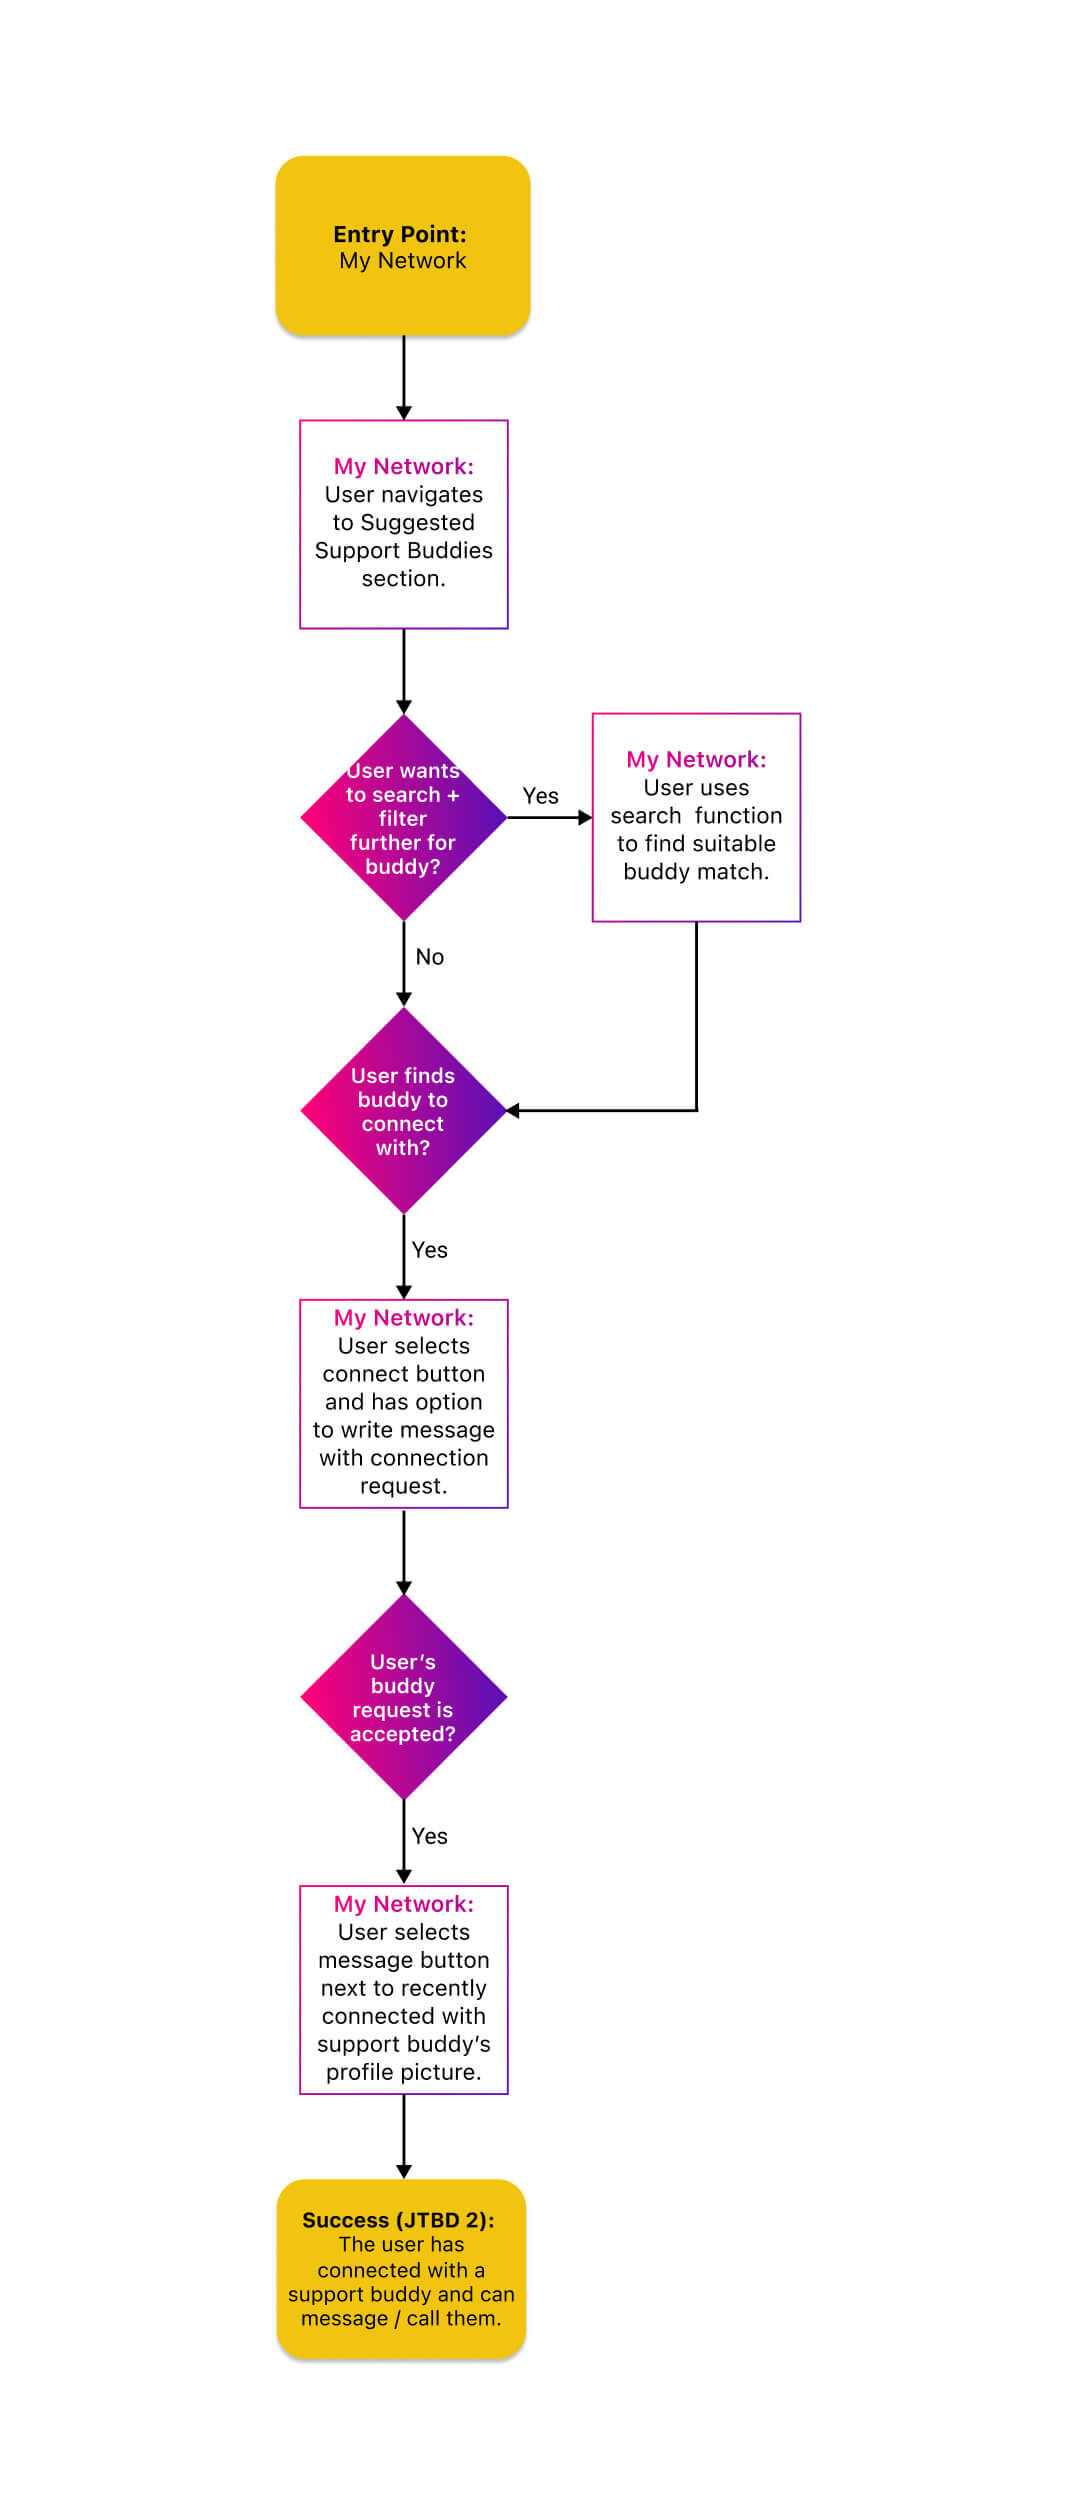 Entry Point:
My Network
My Network:
User navigates
to Suggested
Support Buddies
section.
User wants
to search +
filter
further for
buddy?
Yes
My Network:
User uses
search  function
to find suitable
buddy match.
No
User finds
buddy to
connect
with?
Yes
My Network:
User selects
connect button
and has option
to write message
with connection
request.
User’s
buddy
request is
accepted?
Yes
My Network:
User selects
message button
next to recently
connected with
support buddy’s
profile picture.
Success (JTBD 2):
The user has
connected with a
support buddy and can
message / call them.